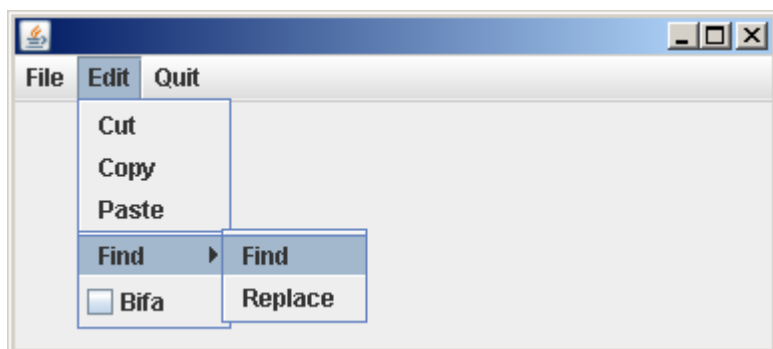 File Edit Quit
Cut
Copy
Paste
Find Find
Bifa Replace